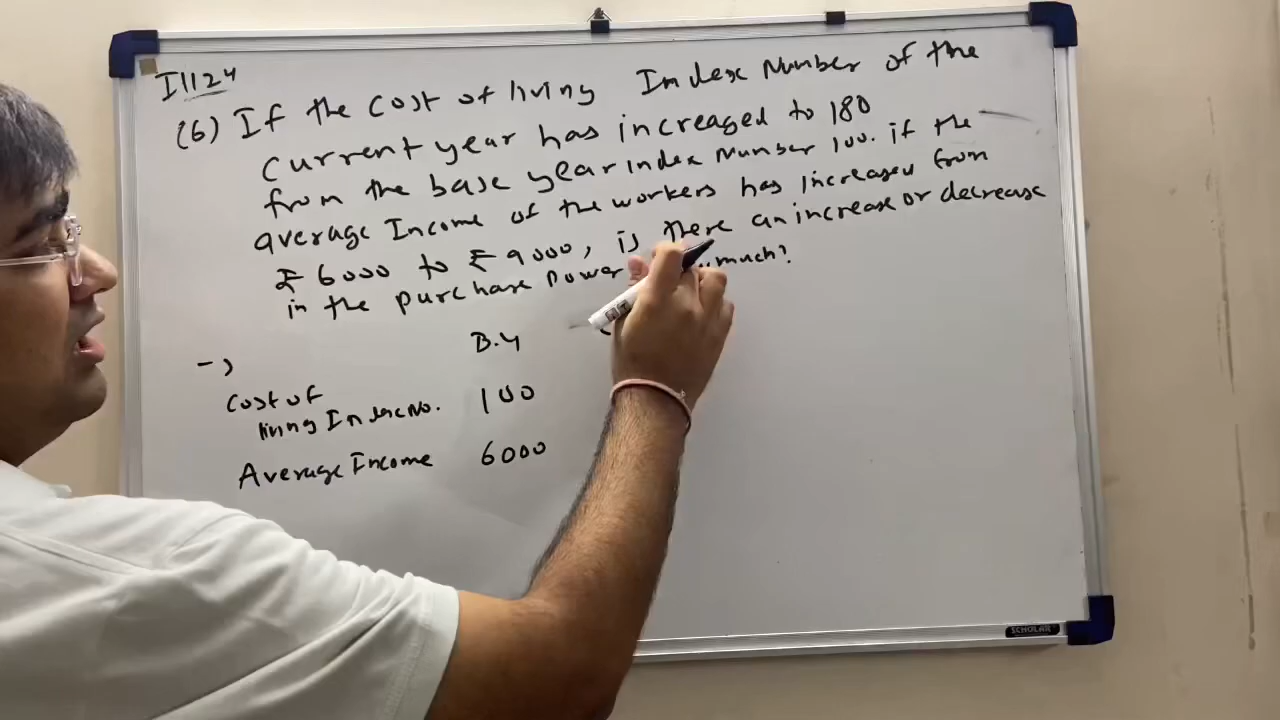 I1124
(6) If the cost of living Index Number of the
current year has increased to 180
from the base year index Number 100. if the
average Income of the workers has increased from
₹ 6000 to ₹ 9000, is there an increase or decrease
in the purchase power much?
B.Y
→
cost of 100
living Index No.
Average Income 6000
SCHOLAR